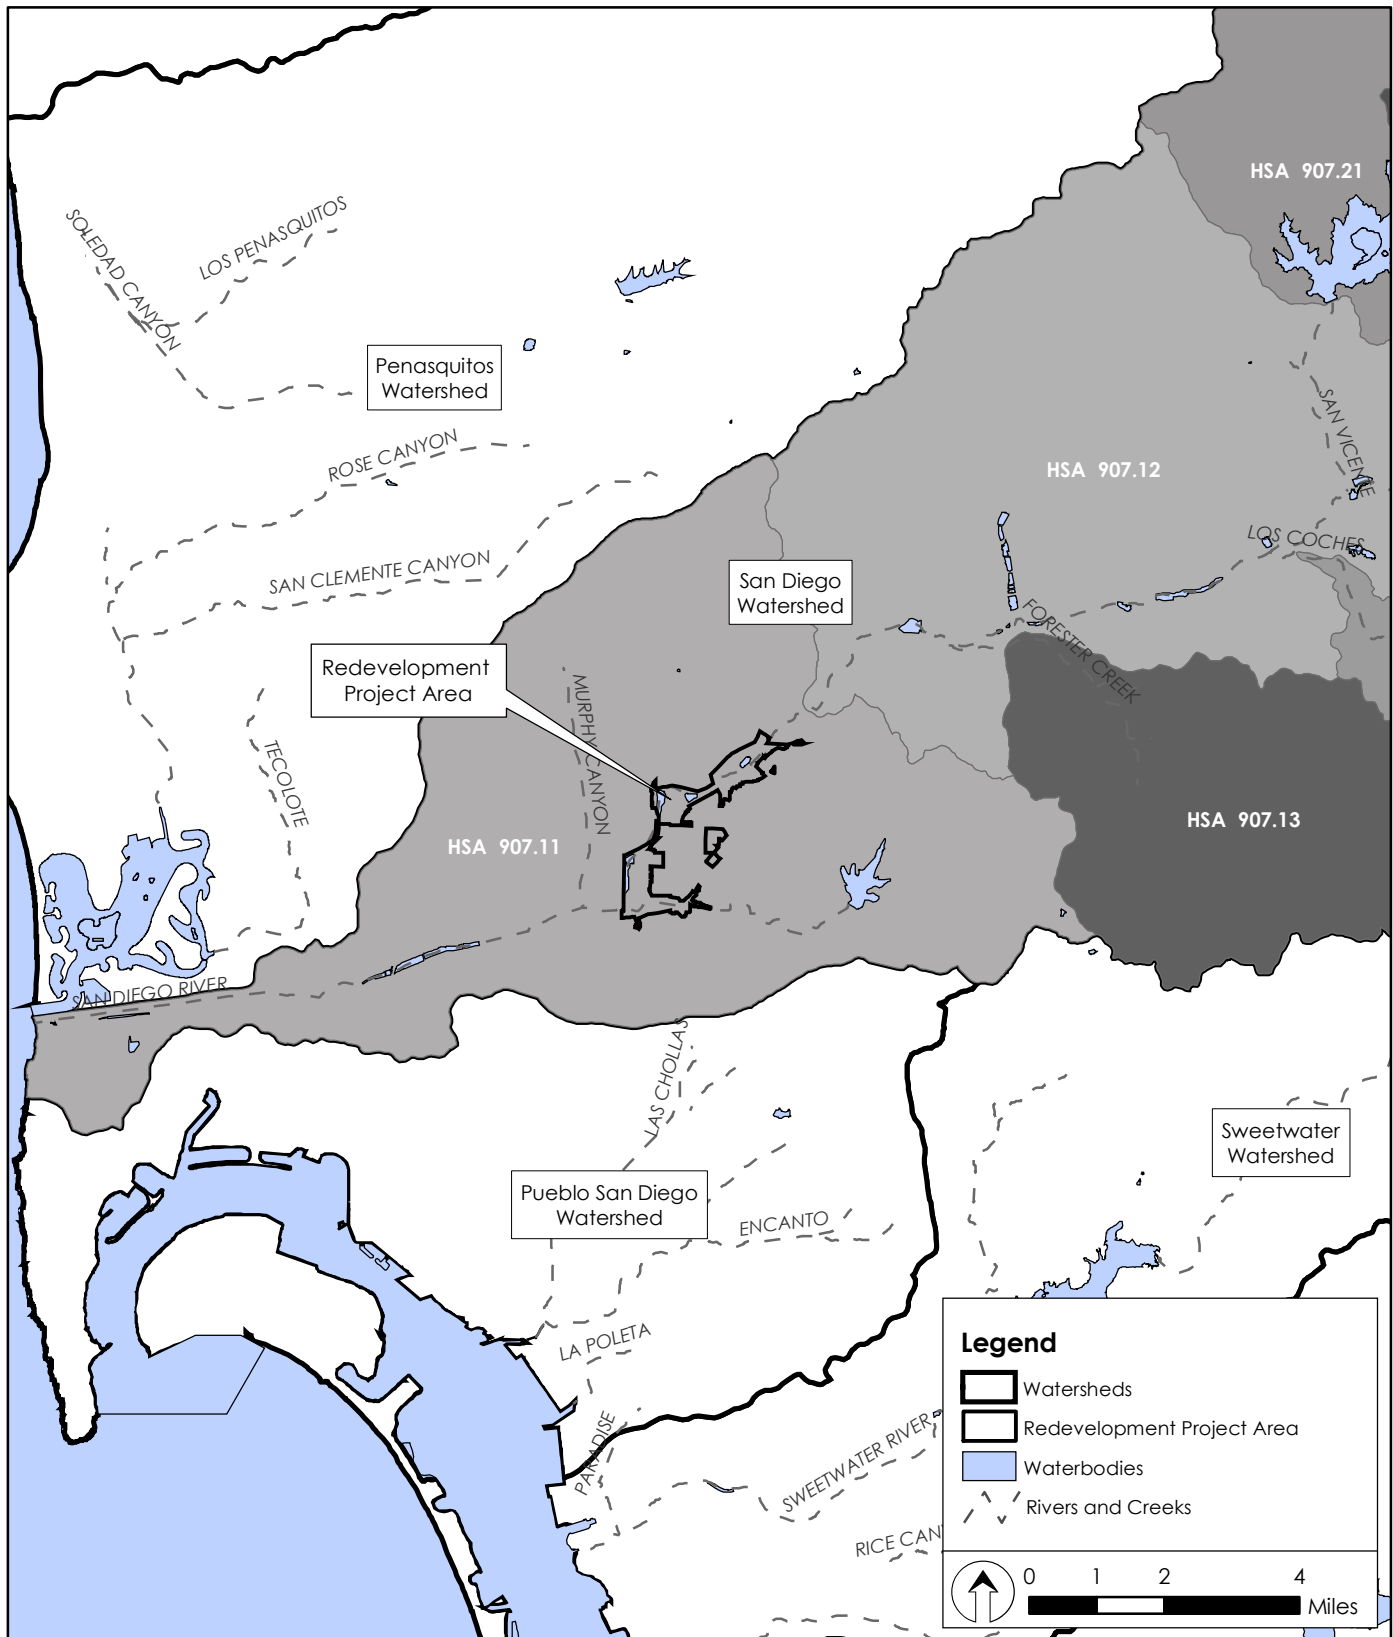 HSA 907.21
SOLEDAD CANYON
LOS PENASQUITOS
Penasquitos
Watershed
SAN VICENTE
ROSE CANYON
HSA 907.12
LOS COCHES
SAN CLEMENTE CANYON
San Diego
Watershed
FORESTER CREEK
Redevelopment
Project Area
MURPHY CANYON
TECOLOTE
HSA 907.11
HSA 907.13
SAN DIEGO RIVER
LAS CHOLLAS
Sweetwater
Watershed
Pueblo San Diego
Watershed
ENCANTO
LA POLETA
PARADISE
SWEETWATER RIVER
RICE CAN
Legend
Watersheds
Redevelopment Project Area
Waterbodies
Rivers and Creeks
0 1 2 4
Miles